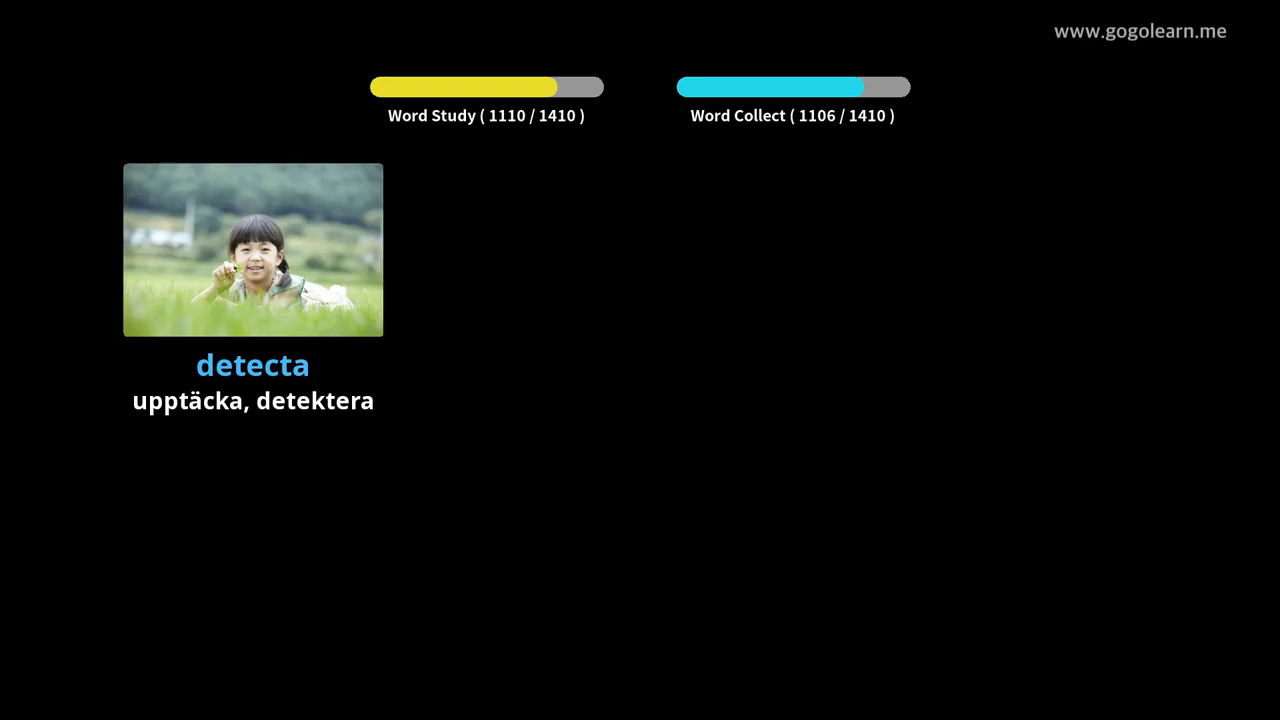 www.gogolearn.me
Word Study ( 1110 / 1410 )
Word Collect ( 1106 / 1410 )
detecta
upptäcka, detektera